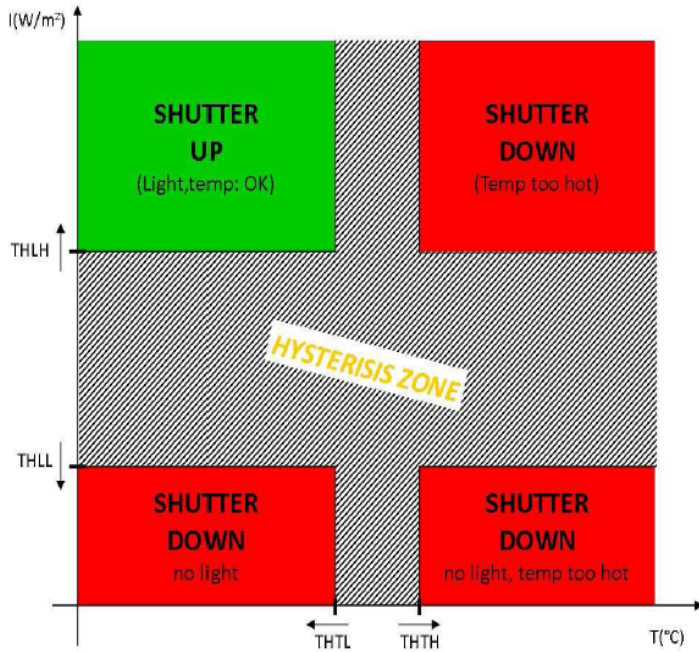 I(W/m²)
SHUTTER
UP
(Light,temp: OK)
SHUTTER
DOWN
(Temp too hot)
THLH
HYSTERISIS ZONE
THLL
SHUTTER
DOWN
no light
SHUTTER
DOWN
no light, temp too hot
THTL
THTH
T(°C)